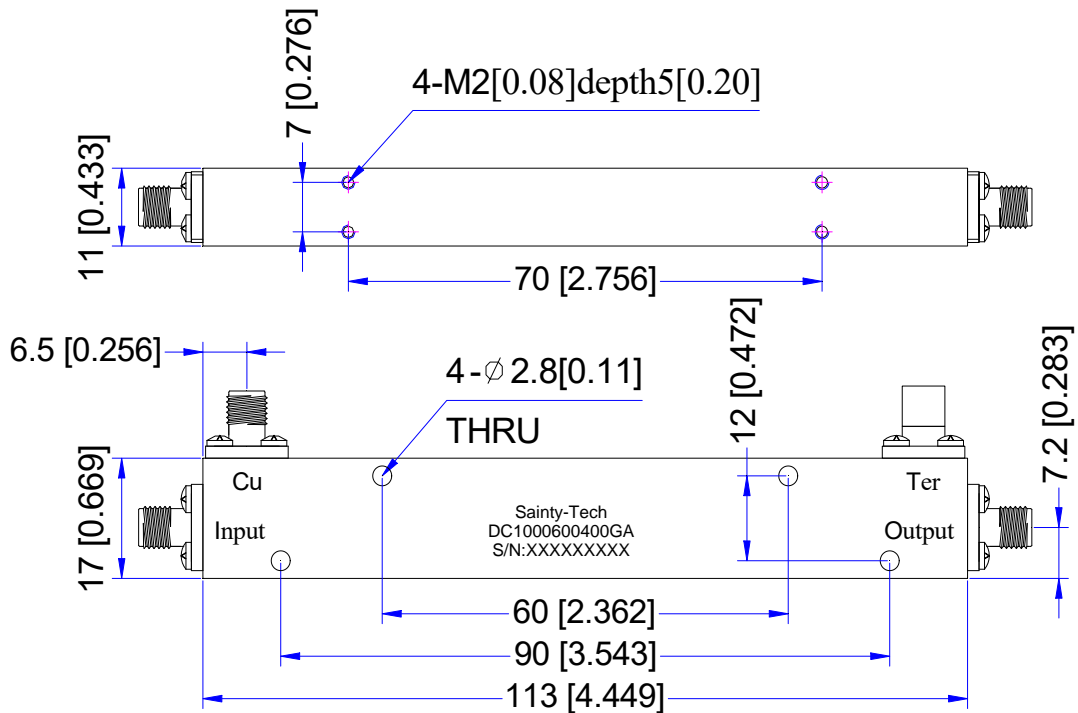 7 [0.276]
4-M2[0.08]depth5[0.20]
11 [0.433]
70 [2.756]
6.5 [0.256]
4-∅2.8[0.11]
THRU
12 [0.472]
7.2 [0.283]
17 [0.669]
Cu
Ter
Input
Sainty-Tech
DC1000600400GA
S/N:XXXXXXXXX
Output
60 [2.362]
90 [3.543]
113 [4.449]